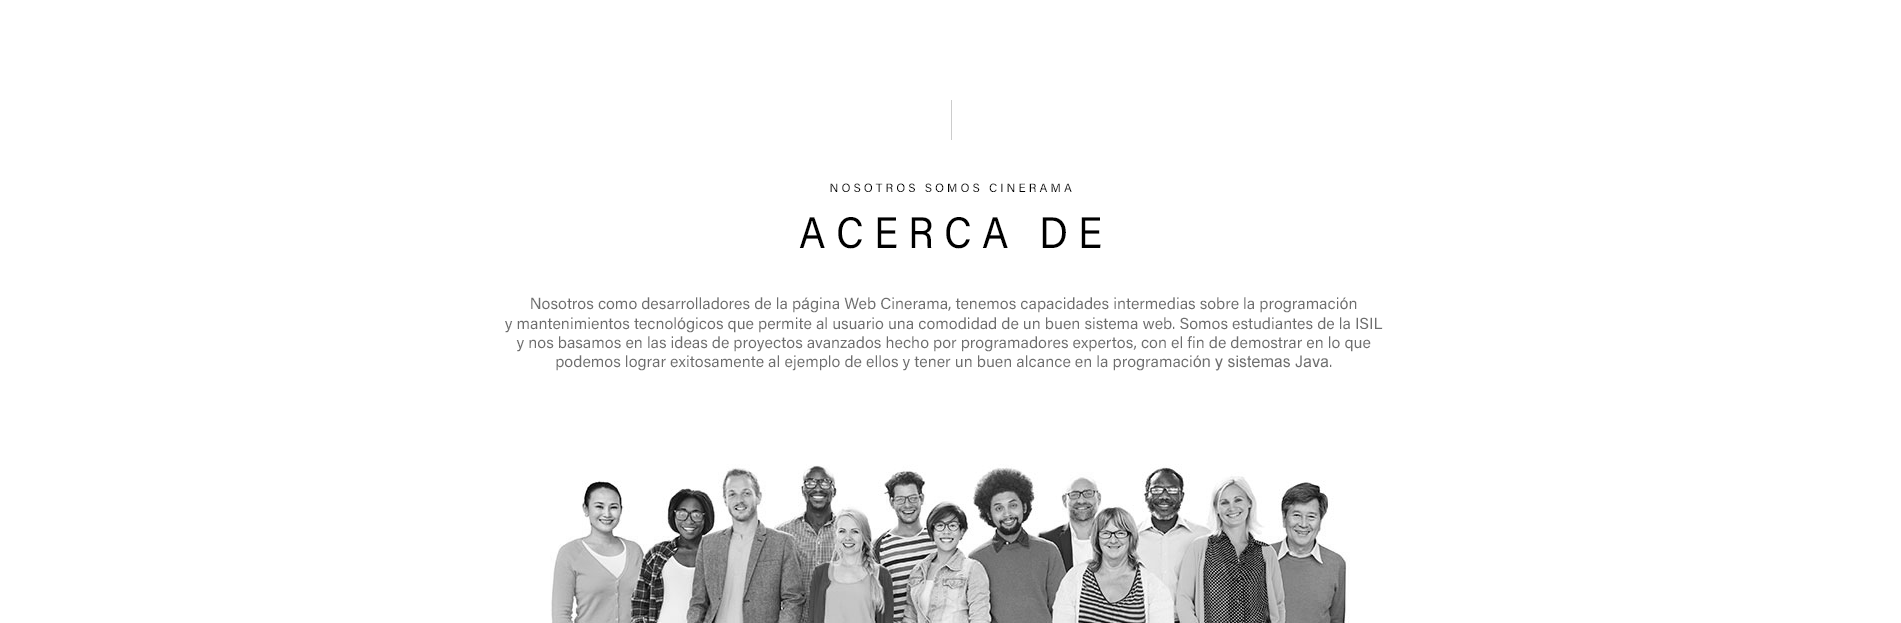 NOSOTROS SOMOS CINERAMA
ACERCA DE
Nosotros como desarrolladores de la página Web Cinerama, tenemos capacidades intermedias sobre la programación
y mantenimientos tecnológicos que permite al usuario una comodidad de un buen sistema web. Somos estudiantes de la ISIL
y nos basamos en las ideas de proyectos avanzados hecho por programadores expertos, con el fin de demostrar en lo que
podemos lograr exitosamente al ejemplo de ellos y tener un buen alcance en la programación y sistemas Java.